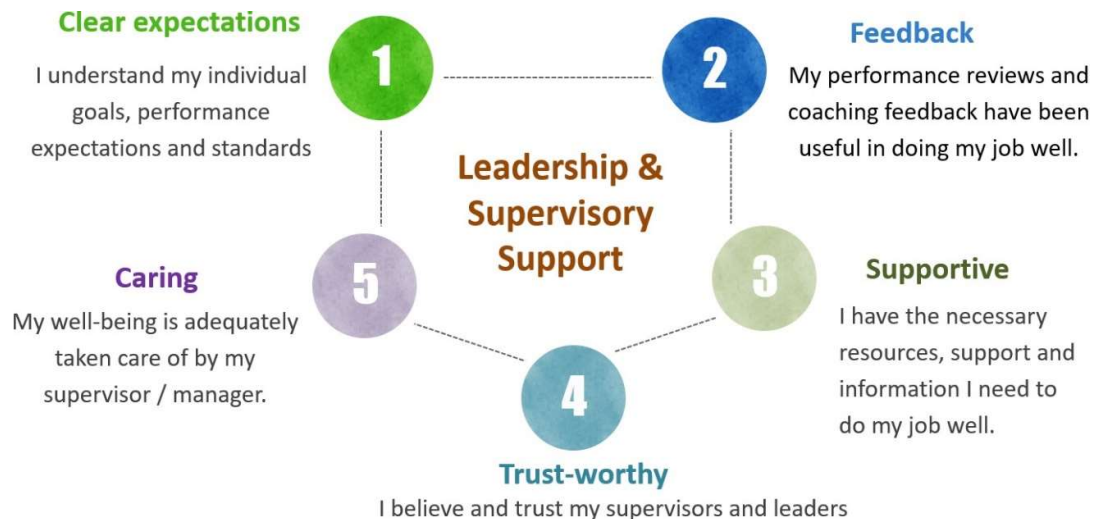 Clear expectations
I understand my individual
goals, performance
expectations and standards
1
2
Feedback
My performance reviews and
coaching feedback have been
useful in doing my job well.
Leadership &
Supervisory
Support
3
Supportive
I have the necessary
resources, support and
information I need to
do my job well.
4
Trust-worthy
I believe and trust my supervisors and leaders
5
Caring
My well-being is adequately
taken care of by my
supervisor / manager.